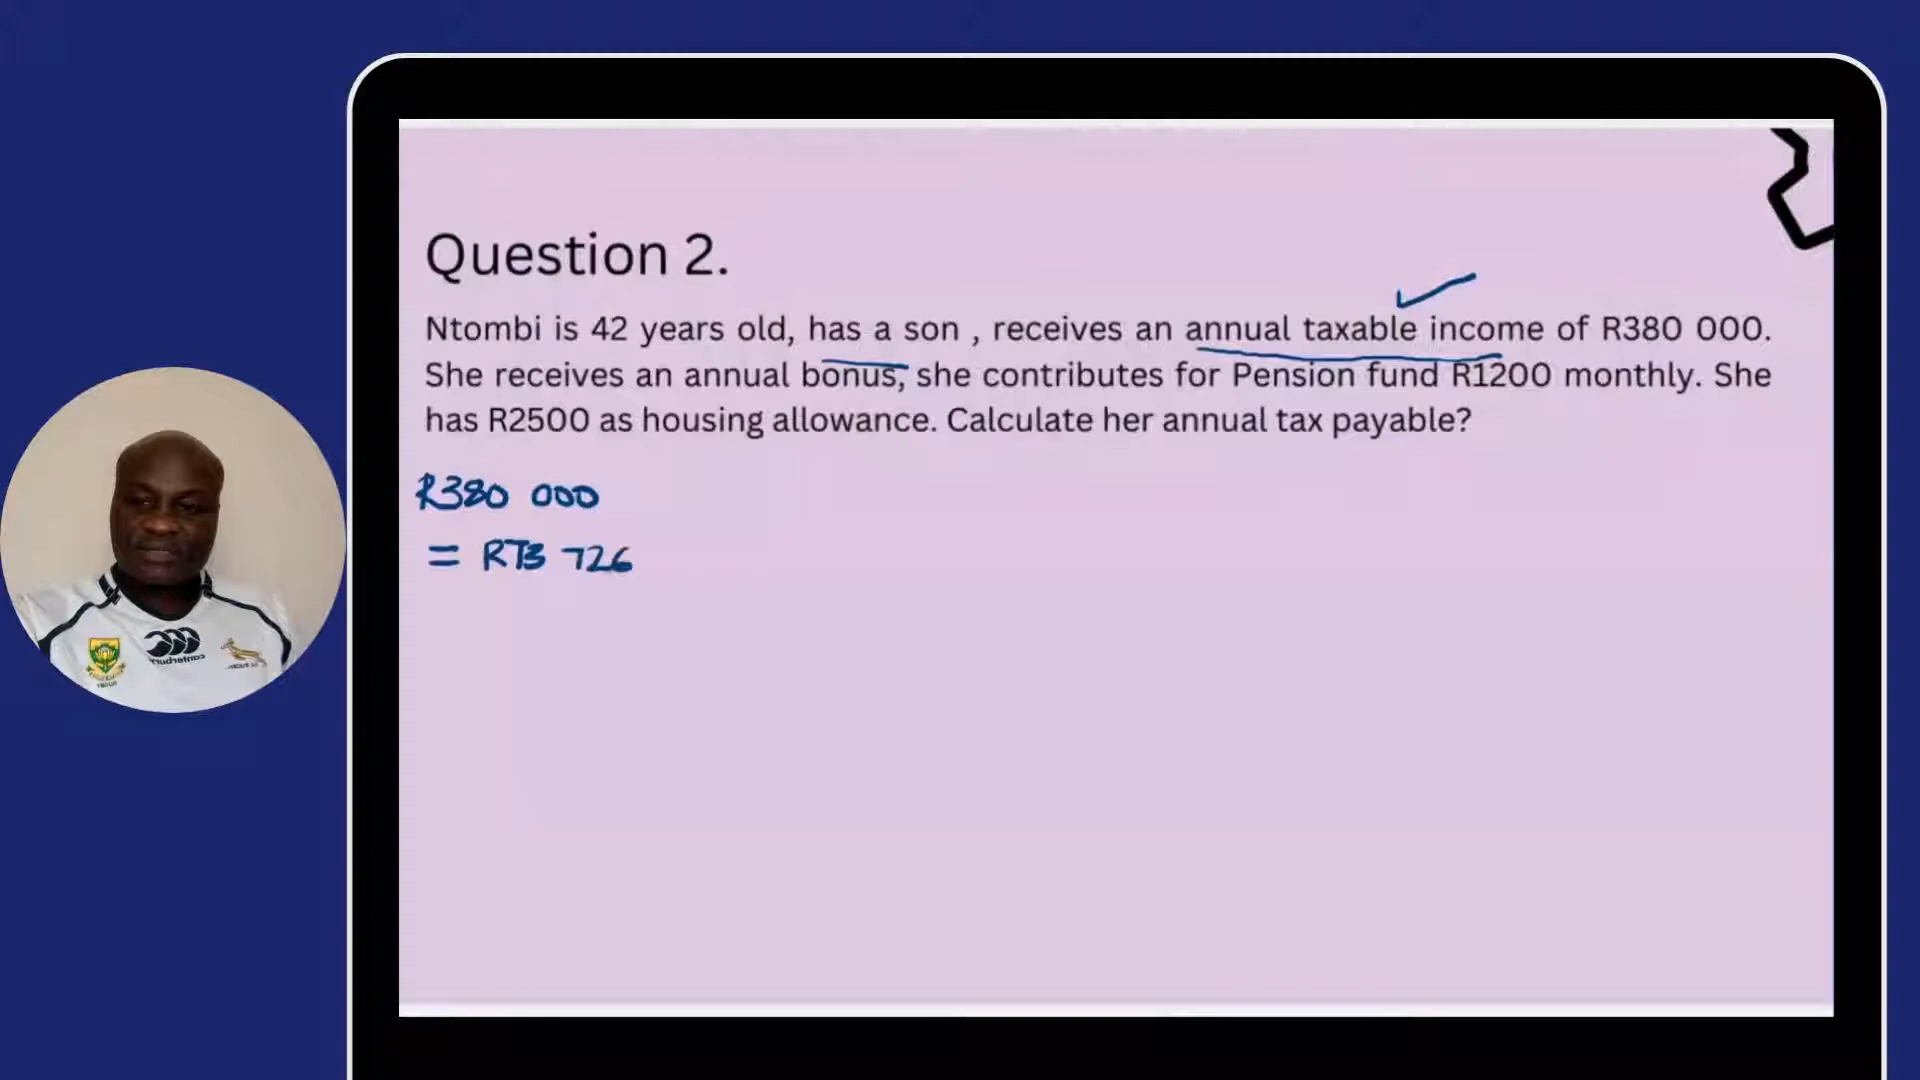 Question 2.
Ntombi is 42 years old, has a son , receives an annual taxable income of R380 000.
She receives an annual bonus, she contributes for Pension fund R1200 monthly. She
has R2500 as housing allowance. Calculate her annual tax payable?
R380 000
= R73 726